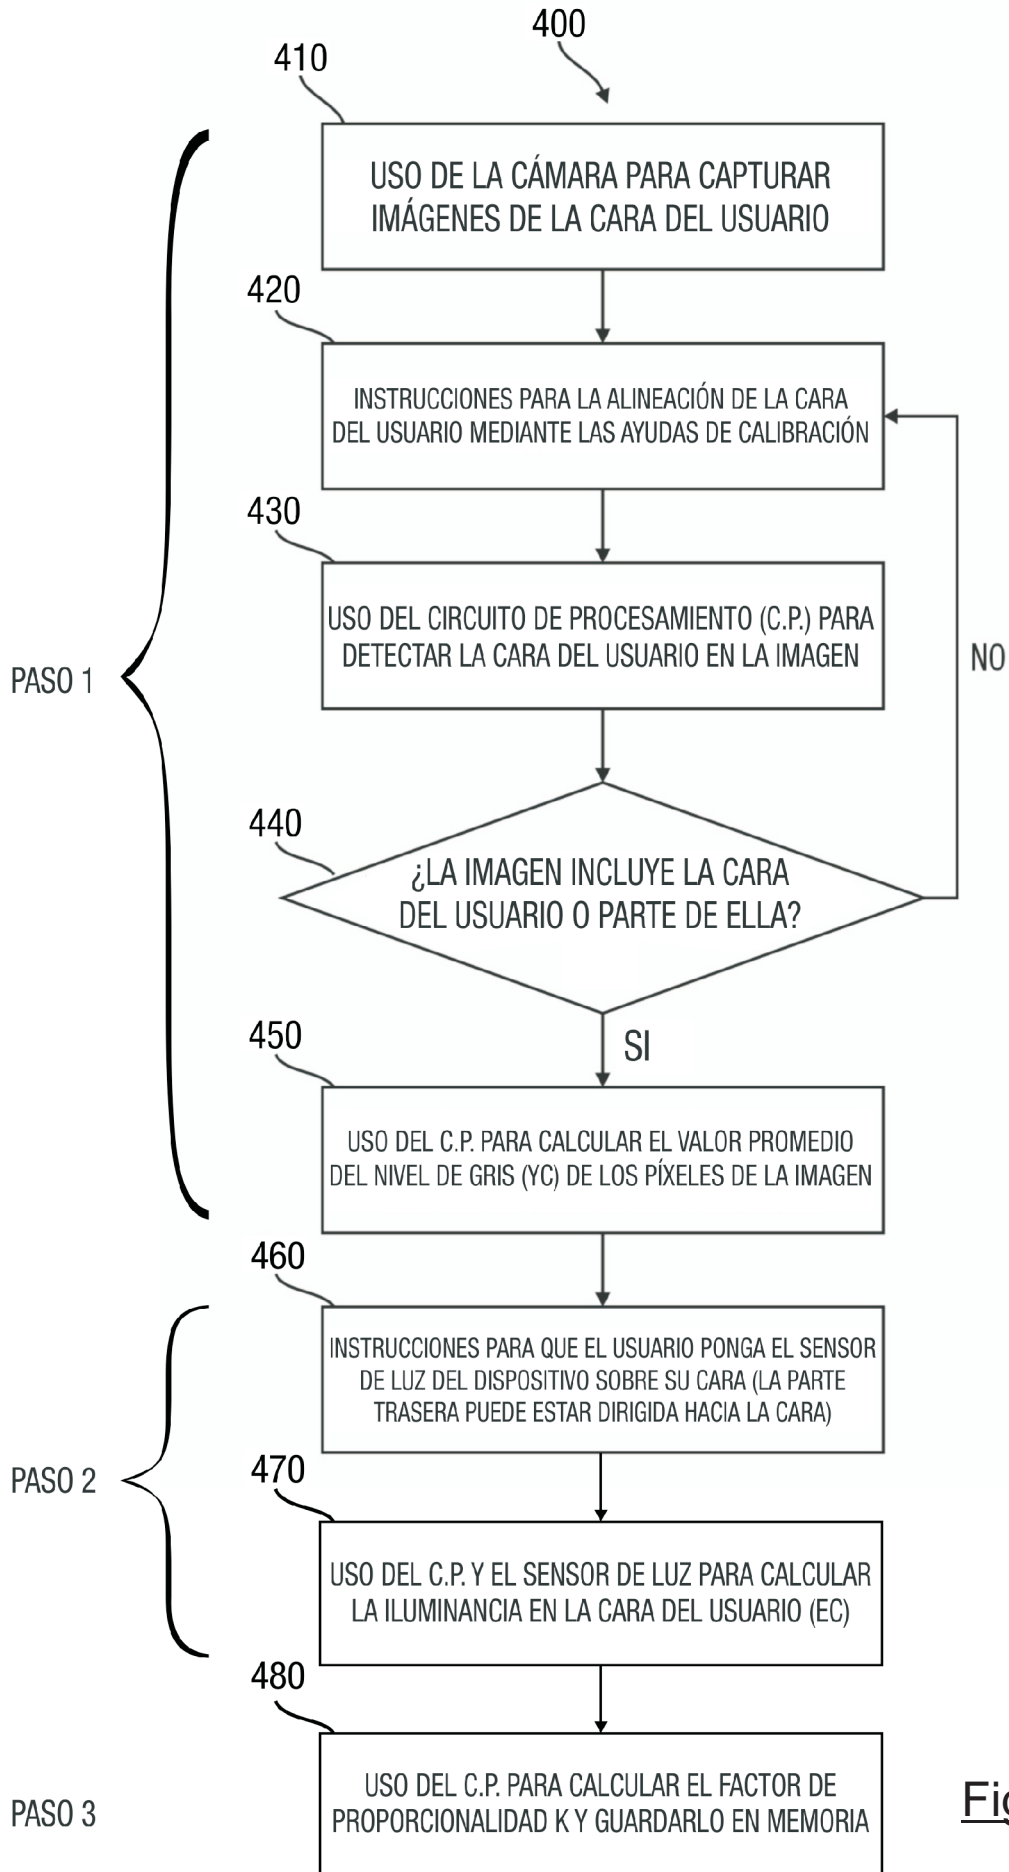 400
410
USO DE LA CÁMARA PARA CAPTURAR
IMÁGENES DE LA CARA DEL USUARIO
420
INSTRUCCIONES PARA LA ALINEACIÓN DE LA CARA
DEL USUARIO MEDIANTE LAS AYUDAS DE CALIBRACIÓN
430
USO DEL CIRCUITO DE PROCESAMIENTO (C.P.) PARA
DETECTAR LA CARA DEL USUARIO EN LA IMAGEN
NO
PASO 1
440
¿LA IMAGEN INCLUYE LA CARA
DEL USUARIO O PARTE DE ELLA?
SI
450
USO DEL C.P. PARA CALCULAR EL VALOR PROMEDIO
DEL NIVEL DE GRIS (YC) DE LOS PÍXELES DE LA IMAGEN
460
INSTRUCCIONES PARA QUE EL USUARIO PONGA EL SENSOR
DE LUZ DEL DISPOSITIVO SOBRE SU CARA (LA PARTE
TRASERA PUEDE ESTAR DIRIGIDA HACIA LA CARA)
PASO 2
470
USO DEL C.P. Y EL SENSOR DE LUZ PARA CALCULAR
LA ILUMINANCIA EN LA CARA DEL USUARIO (EC)
480
USO DEL C.P. PARA CALCULAR EL FACTOR DE
PROPORCIONALIDAD K Y GUARDARLO EN MEMORIA
PASO 3